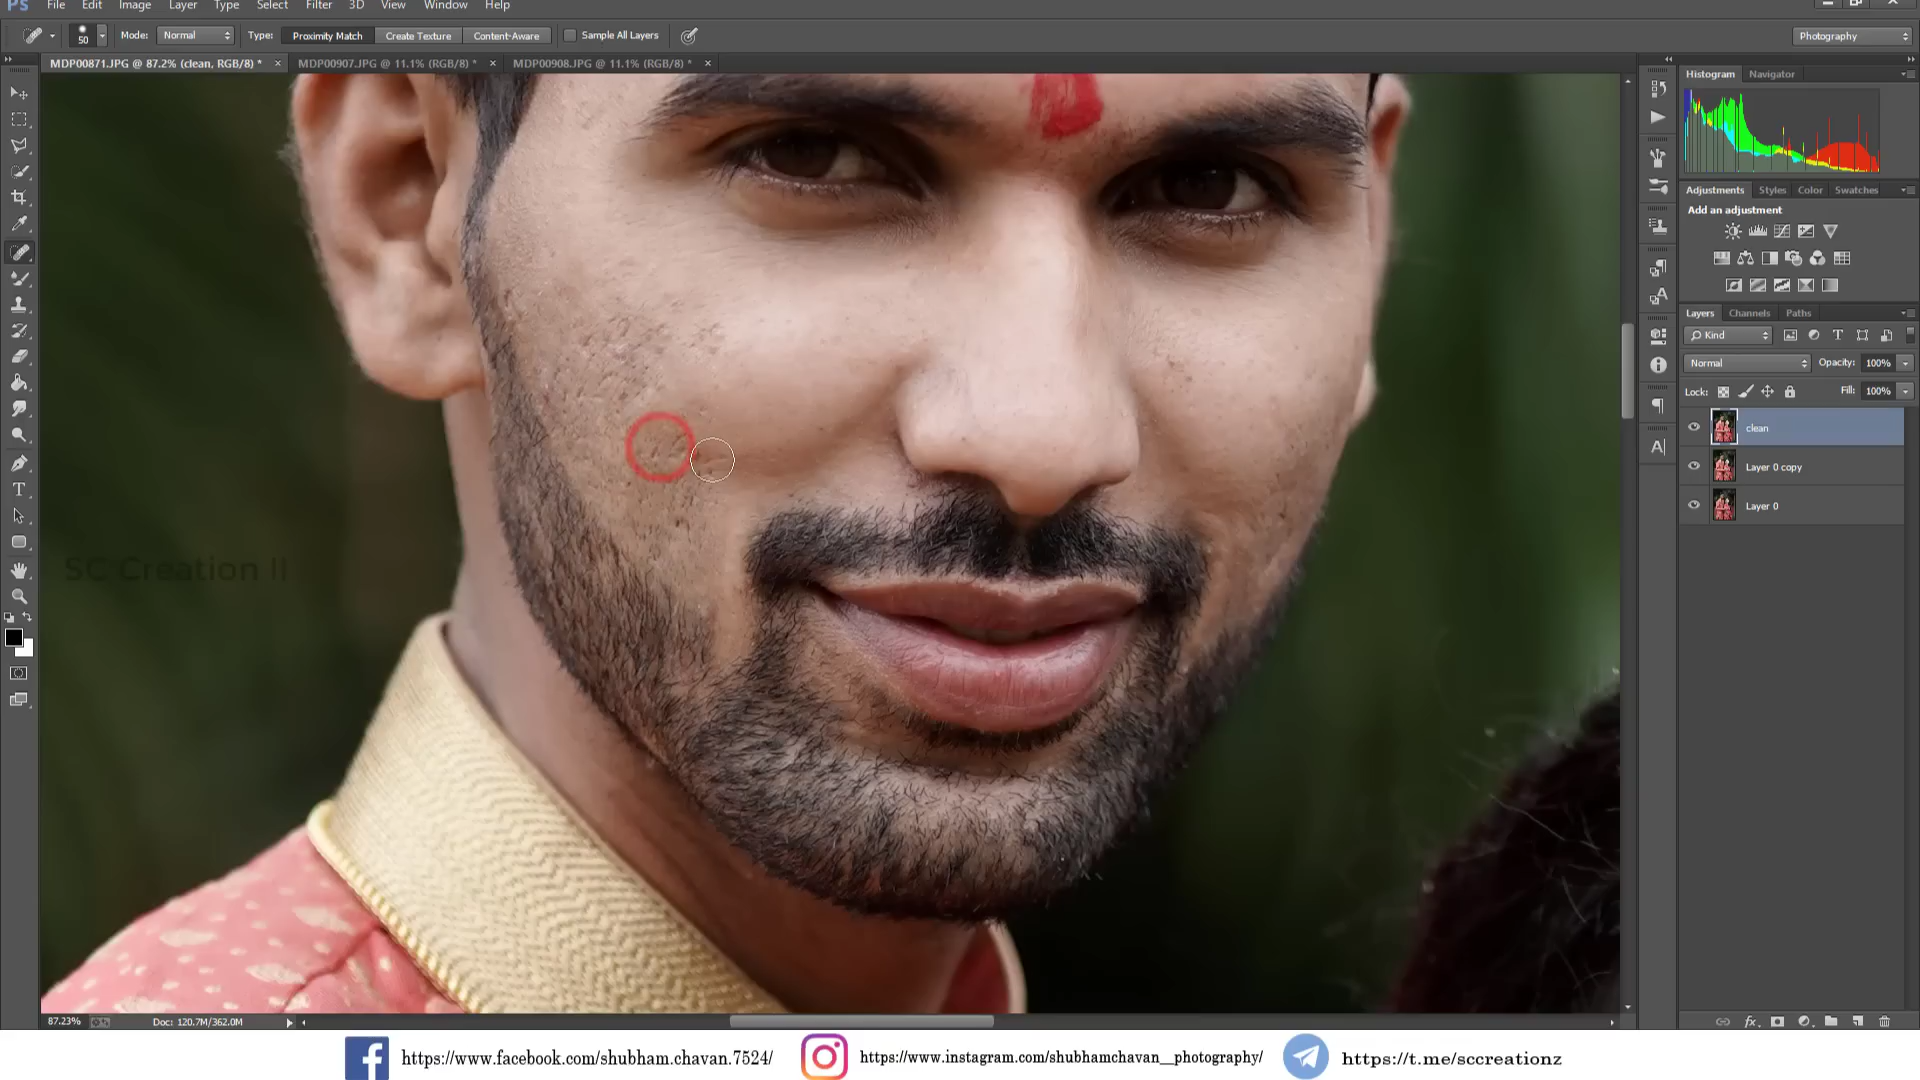 Ps File Edit Image Layer Type Select Filter 3D View Window Help
50 Mode: Normal Type: Proximity Match Create Texture Content-Aware Sample All Layers Photography
MDP00871.JPG @ 87.2% (clean, RGB/8) * × MDP00907.JPG @ 11.1% (RGB/8) * × MDP00908.JPG @ 11.1% (RGB/8) * ×
Histogram Navigator
Adjustments Styles Color Swatches
Add an adjustment
Layers Channels Paths
Kind
Normal Opacity: 100%
Lock: Fill: 100%
clean
Layer 0 copy
Layer 0
SC Creation II
87.23% Doc: 120.7M/362.0M
https://www.facebook.com/shubham.chavan.7524/ https://www.instagram.com/shubhamchavan__photography/ https://t.me/sccreationz